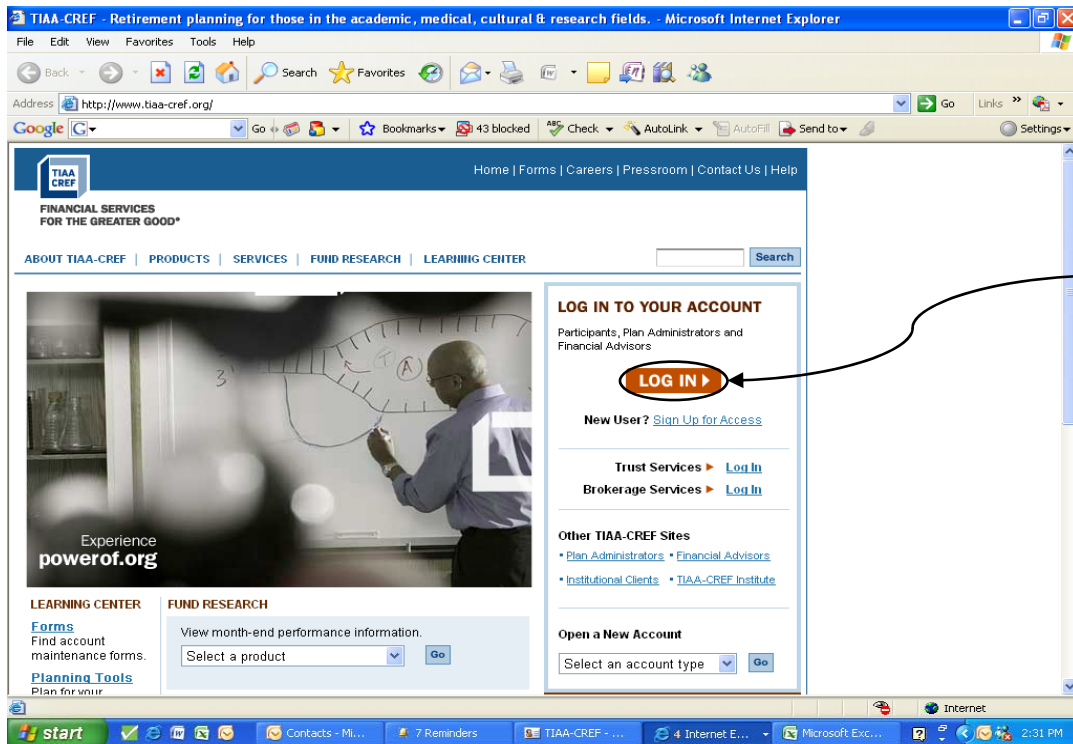 TIAA-CREF - Retirement planning for those in the academic, medical, cultural & research fields. - Microsoft Internet Explorer
File Edit View Favorites Tools Help
Back Search Favorites
Address http://www.tiaa-cref.org/ Go Links »
Google G Go Bookmarks 43 blocked ABC Check AutoLink AutoFill Send to Settings
TIAA
CREF
Home | Forms | Careers | Pressroom | Contact Us | Help
FINANCIAL SERVICES
FOR THE GREATER GOOD®
ABOUT TIAA-CREF | PRODUCTS | SERVICES | FUND RESEARCH | LEARNING CENTER Search
3'
T A
Experience
powerof.org
LOG IN TO YOUR ACCOUNT
Participants, Plan Administrators and
Financial Advisors
LOG IN
New User? Sign Up for Access
Trust Services Log In
Brokerage Services Log In
Other TIAA-CREF Sites
▪ Plan Administrators ▪ Financial Advisors
▪ Institutional Clients ▪ TIAA-CREF Institute
Open a New Account
Select an account type Go
LEARNING CENTER
Forms
Find account
maintenance forms.
Planning Tools
Plan for your
FUND RESEARCH
View month-end performance information.
Select a product Go
Internet
start Contacts - Mi... 7 Reminders TIAA-CREF - ... 4 Internet E... Microsoft Exc... 2:31 PM